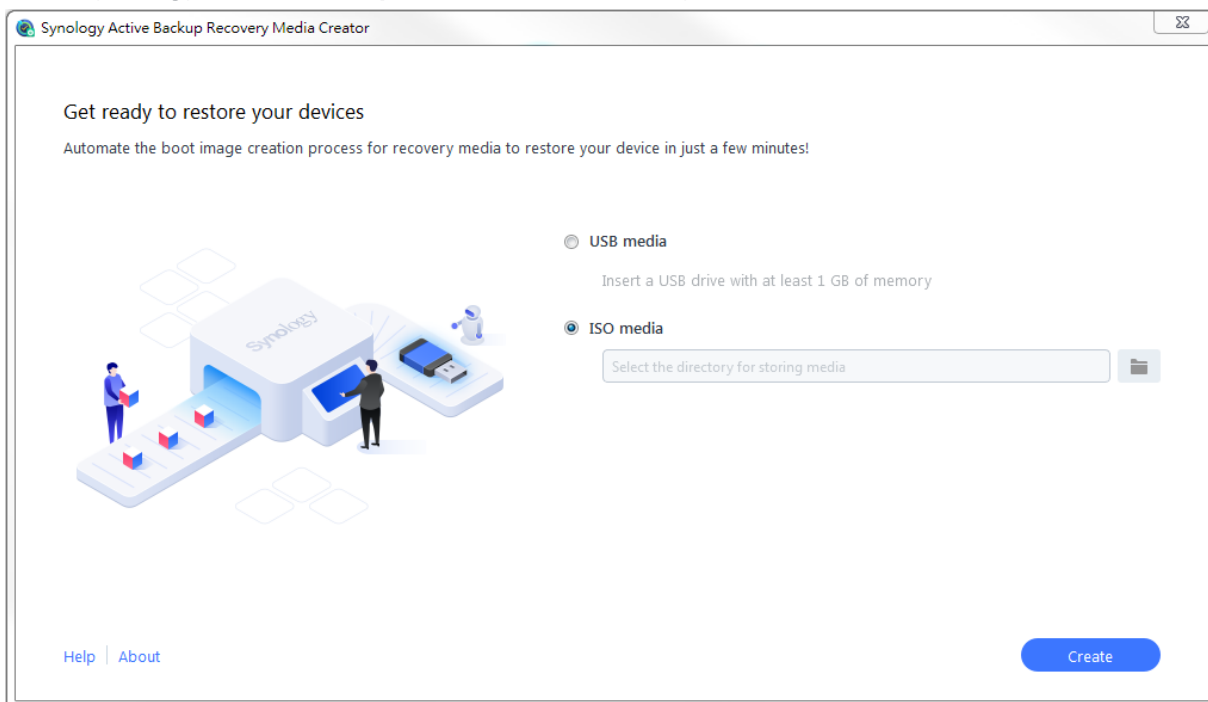 Synology Active Backup Recovery Media Creator
Get ready to restore your devices
Automate the boot image creation process for recovery media to restore your device in just a few minutes!
USB media
Insert a USB drive with at least 1 GB of memory
ISO media
Select the directory for storing media
Synology
Help
About
Create